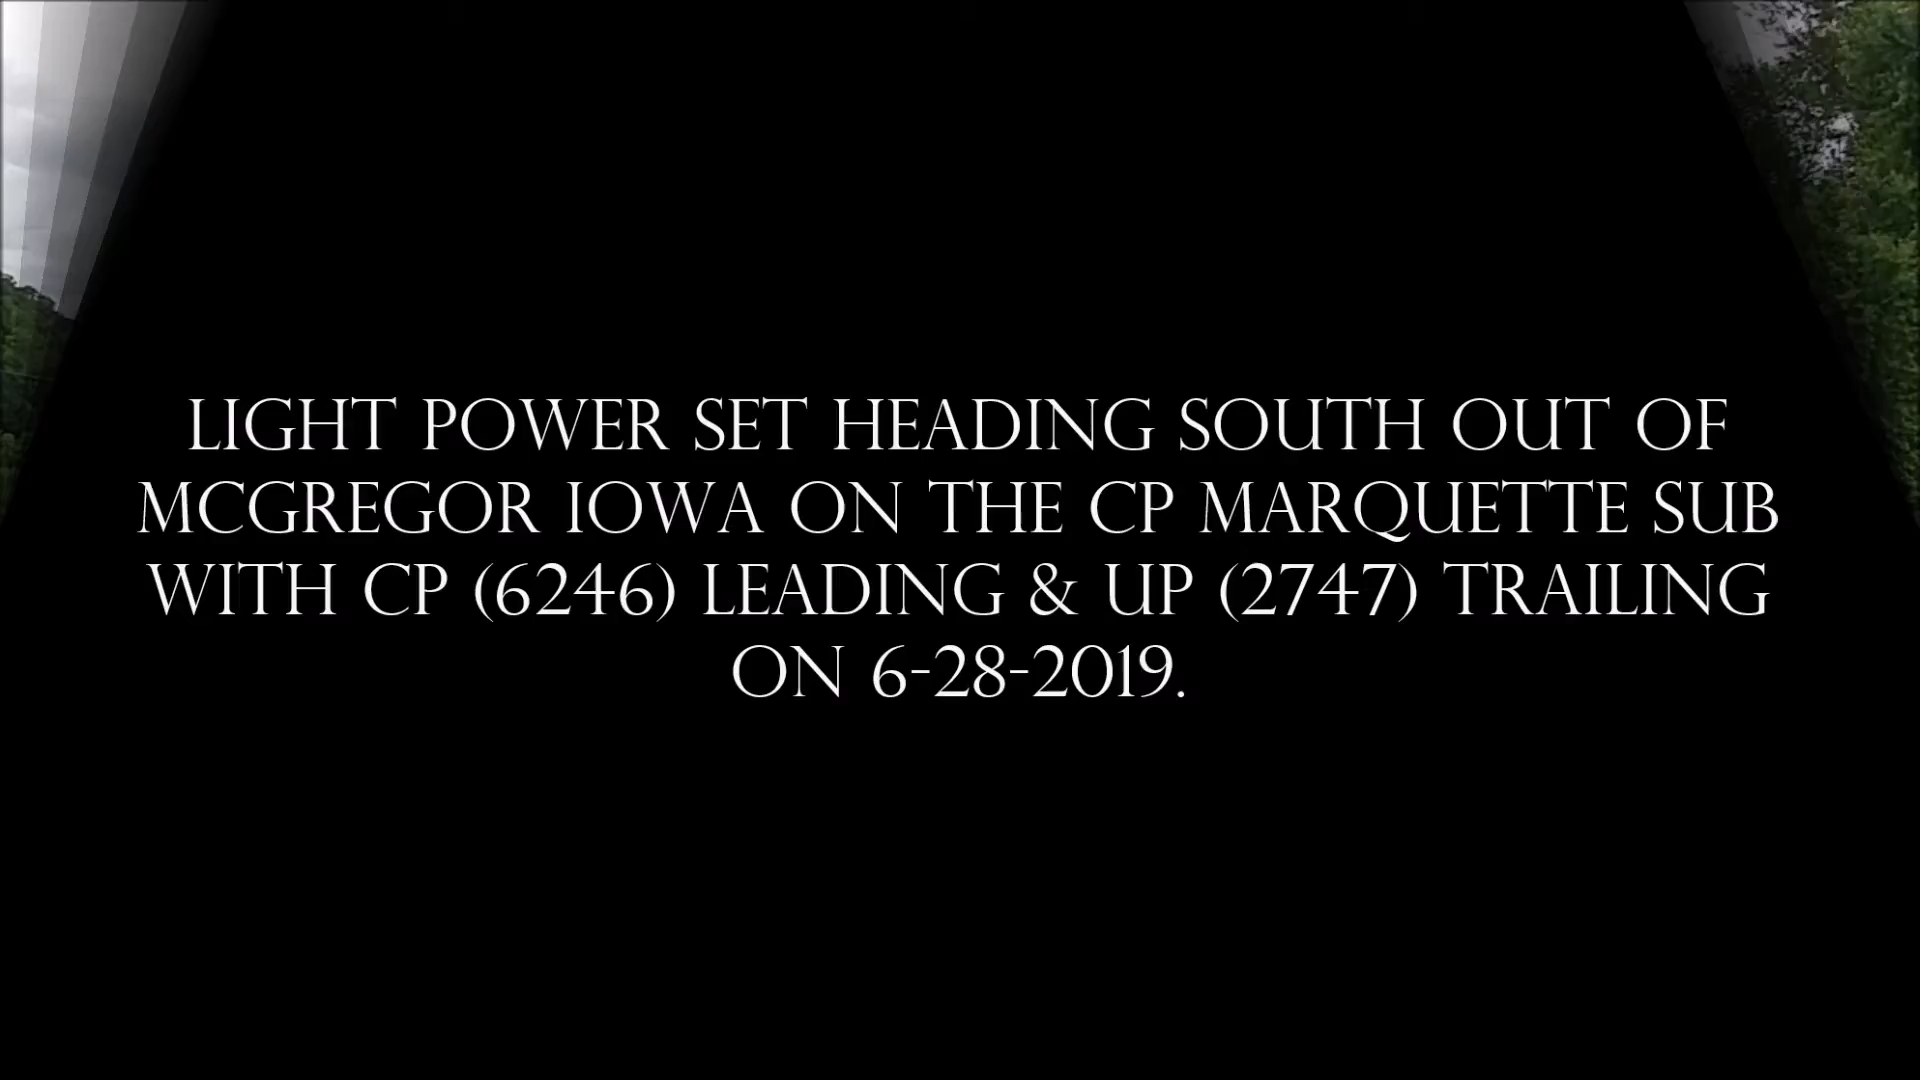 LIGHT POWER SET HEADING SOUTH OUT OF
MCGREGOR IOWA ON THE CP MARQUETTE SUB
WITH CP (6246) LEADING & UP (2747) TRAILING
ON 6-28-2019.